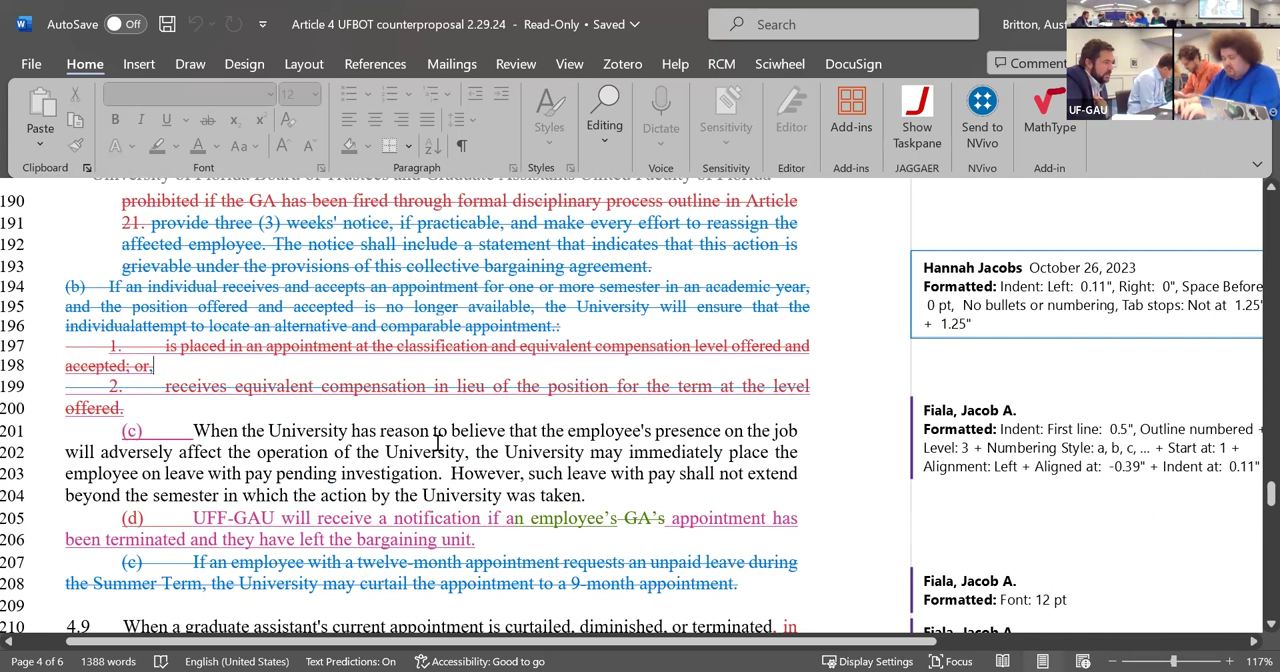 AutoSave Off Article 4 UFBOT counterproposal 2.29.24 - Read-Only • Saved Search Britton, Aust
File Home Insert Draw Design Layout References Mailings Review View Zotero Help RCM Sciwheel DocuSign Comment
UF-GAU
12
Paste Styles Editing Dictate Sensitivity Editor Add-ins Show Taskpane Send to NVivo MathType
Clipboard Font Paragraph Styles Voice Sensitivity Editor Add-ins JAGGAER NVivo Add-in
University of Florida Board of Trustees and Graduate Assistants United Faculty of Florida
190 prohibited if the GA has been fired through formal disciplinary process outline in Article
191 21. provide three (3) weeks' notice, if practicable, and make every effort to reassign the
192 affected employee. The notice shall include a statement that indicates that this action is
193 grievable under the provisions of this collective bargaining agreement.
194 (b) If an individual receives and accepts an appointment for one or more semester in an academic year,
195 and the position offered and accepted is no longer available, the University will ensure that the
196 individualattempt to locate an alternative and comparable appointment.:
197 1. is placed in an appointment at the classification and equivalent compensation level offered and
198 accepted; or,
199 2. receives equivalent compensation in lieu of the position for the term at the level
200 offered.
201 (c) When the University has reason to believe that the employee's presence on the job
202 will adversely affect the operation of the University, the University may immediately place the
203 employee on leave with pay pending investigation. However, such leave with pay shall not extend
204 beyond the semester in which the action by the University was taken.
205 (d) UFF-GAU will receive a notification if an employee's GA's appointment has
206 been terminated and they have left the bargaining unit.
207 (c) If an employee with a twelve-month appointment requests an unpaid leave during
208 the Summer Term, the University may curtail the appointment to a 9-month appointment.
209
210 4.9 When a graduate assistant's current appointment is curtailed, diminished, or terminated, in
Hannah Jacobs October 26, 2023
Formatted: Indent: Left: 0.11", Right: 0", Space Before
0 pt, No bullets or numbering, Tab stops: Not at 1.25"
+ 1.25"
Fiala, Jacob A.
Formatted: Indent: First line: 0.5", Outline numbered +
Level: 3 + Numbering Style: a, b, c, ... + Start at: 1 +
Alignment: Left + Aligned at: -0.39" + Indent at: 0.11"
Fiala, Jacob A.
Formatted: Font: 12 pt
Fiala, Jacob A.
Page 4 of 6 1388 words English (United States) Text Predictions: On Accessibility: Good to go Display Settings Focus 117%